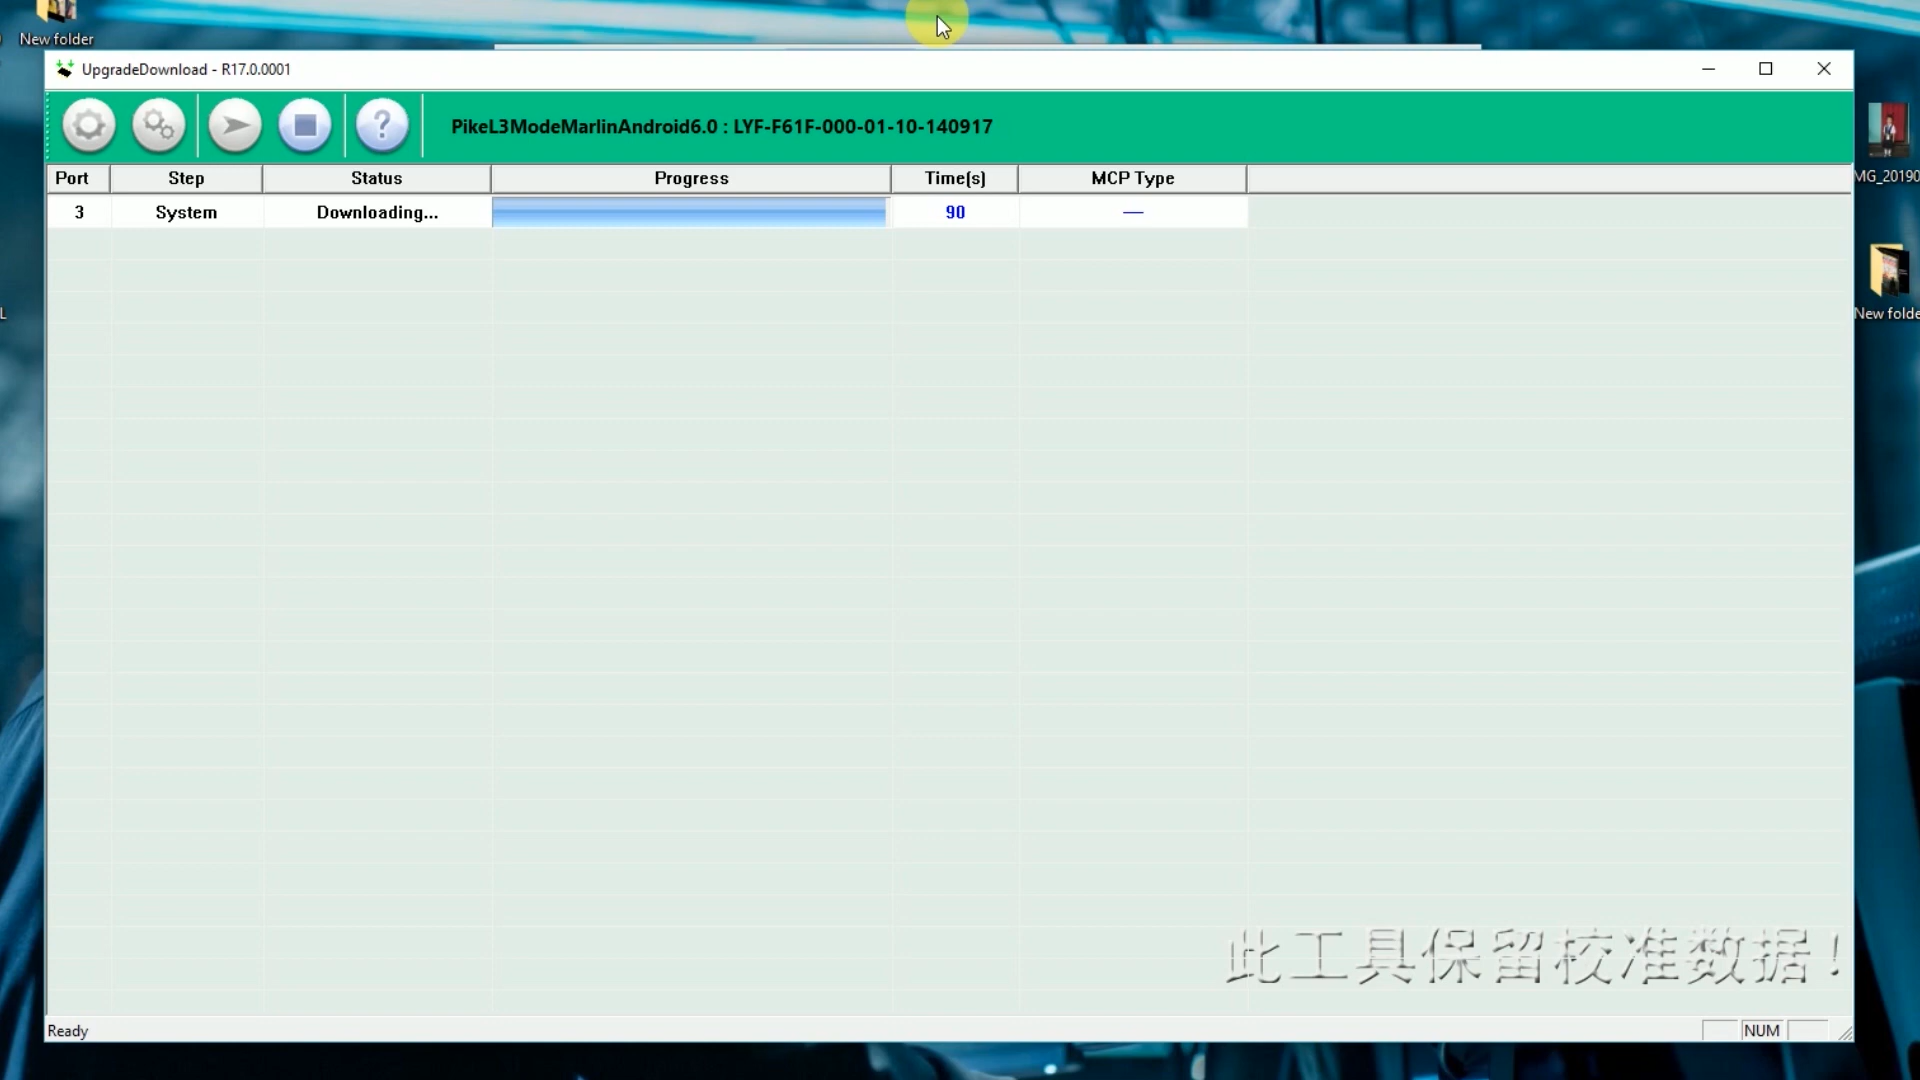 New folder
UpgradeDownload - R17.0.0001
PikeL3ModeMarlinAndroid6.0 : LYF-F61F-000-01-10-140917
Port Step Status Progress Time(s) MCP Type
3 System Downloading... 90 —
MG_20190
New folde
L
此工具保留校准数据!
Ready
NUM